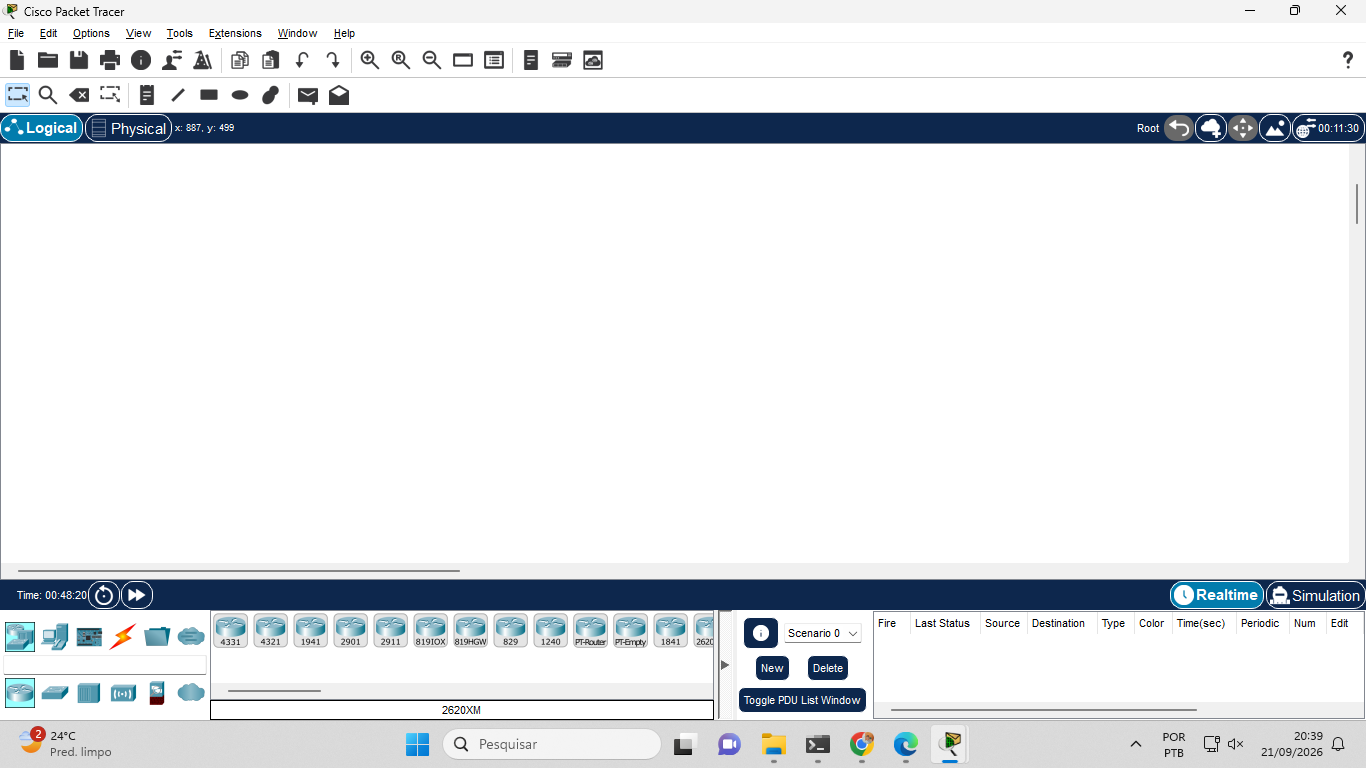 Cisco Packet Tracer
File Edit Options View Tools Extensions Window Help
Logical Physical x: 887, y: 499 Root 00:11:30
Time: 00:48:20 Realtime Simulation
4331 4321 1941 2901 2911 819IOX 819HGW 829 1240 PT-Router PT-Empty 1841 2620
Scenario 0
New Delete
Toggle PDU List Window
Fire Last Status Source Destination Type Color Time(sec) Periodic Num Edit
2620XM
2 24°C
Pred. limpo
Pesquisar
POR
PTB
20:39
21/09/2026